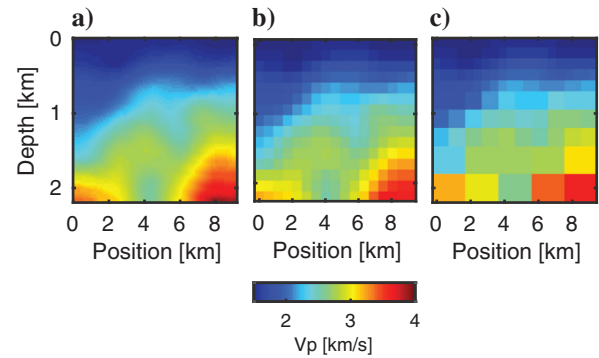 a)
b)
c)
0
1
2
Depth [km]
0 2 4 6 8
0 2 4 6 8
0 2 4 6 8
Position [km]
Position [km]
Position [km]
2 3 4
Vp [km/s]